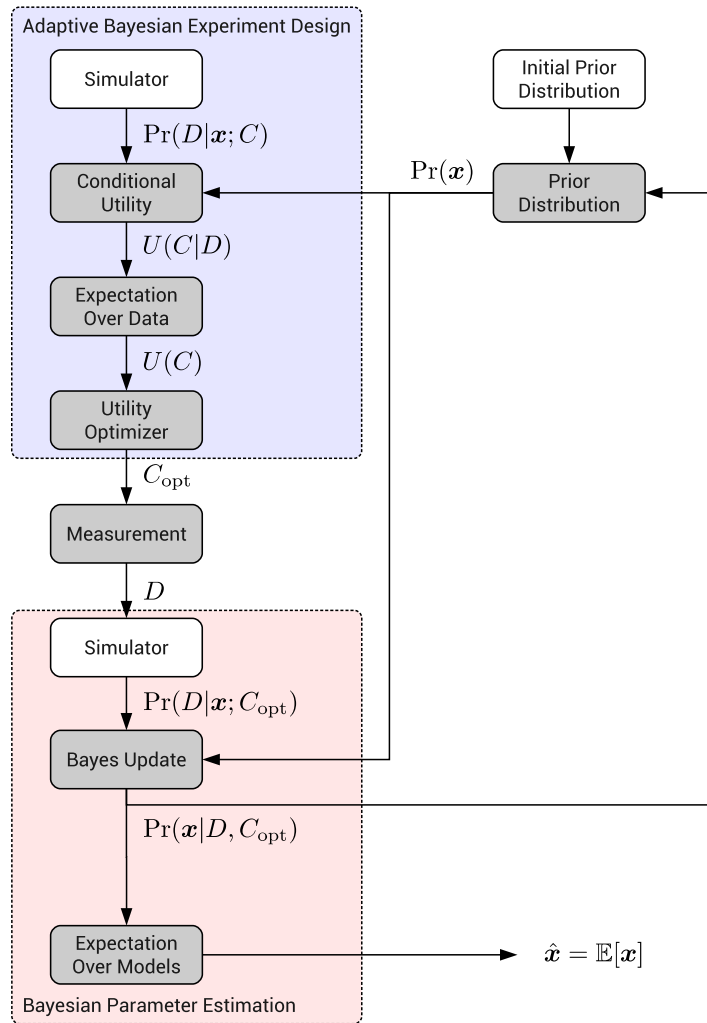 Adaptive Bayesian Experiment Design
Simulator
Initial Prior
Distribution
Pr(D|x; C)
Pr(x)
Conditional
Utility
Prior
Distribution
U(C|D)
Expectation
Over Data
U(C)
Utility
Optimizer
C_opt
Measurement
D
Simulator
Pr(D|x; C_opt)
Bayes Update
Pr(x|D, C_opt)
Expectation
Over Models
x̂ = 𝔼[x]
Bayesian Parameter Estimation